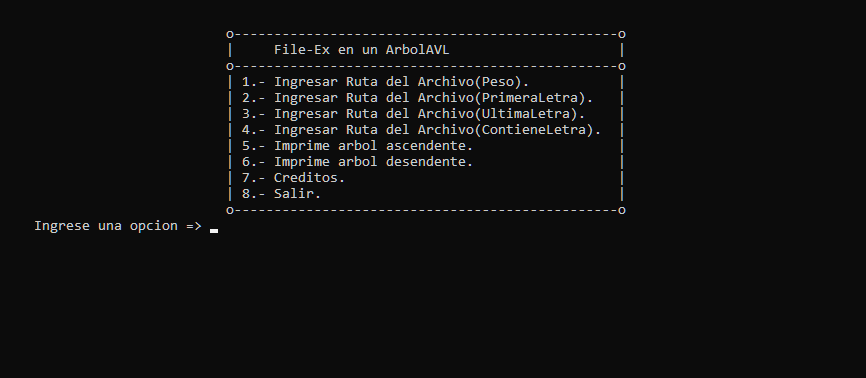 o------------------------------------------------o
|     File-Ex en un ArbolAVL                     |
o------------------------------------------------o
| 1.- Ingresar Ruta del Archivo(Peso).           |
| 2.- Ingresar Ruta del Archivo(PrimeraLetra).   |
| 3.- Ingresar Ruta del Archivo(UltimaLetra).    |
| 4.- Ingresar Ruta del Archivo(ContieneLetra).  |
| 5.- Imprime arbol ascendente.                  |
| 6.- Imprime arbol desendente.                  |
| 7.- Creditos.                                  |
| 8.- Salir.                                     |
o------------------------------------------------o
Ingrese una opcion => _